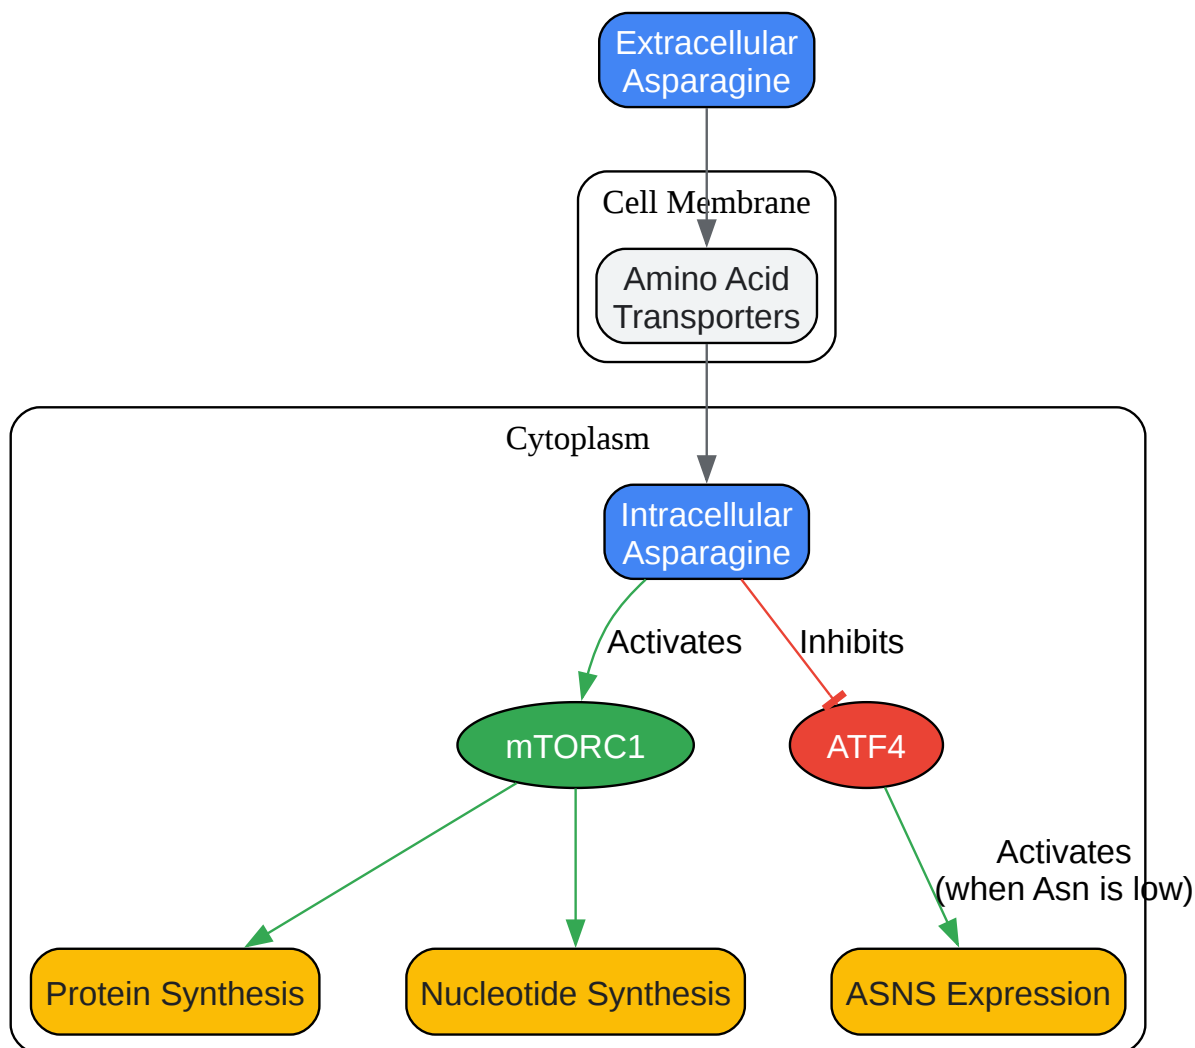 Extracellular
Asparagine
Cell Membrane
Amino Acid
Transporters
Cytoplasm
Intracellular
Asparagine
Activates
Inhibits
mTORC1
ATF4
Activates
(when Asn is low)
Protein Synthesis
Nucleotide Synthesis
ASNS Expression